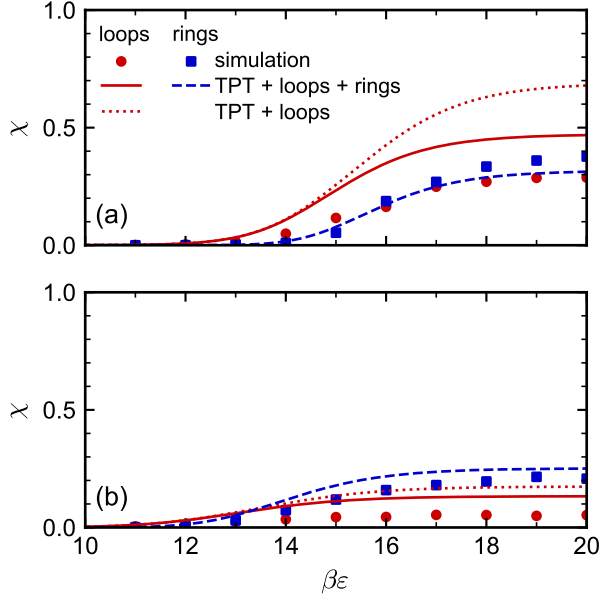 1.0
loops rings
simulation
TPT + loops + rings
TPT + loops
χ
0.5
(a)
0.0
1.0
χ
0.5
(b)
0.0
10 12 14 16 18 20
βε